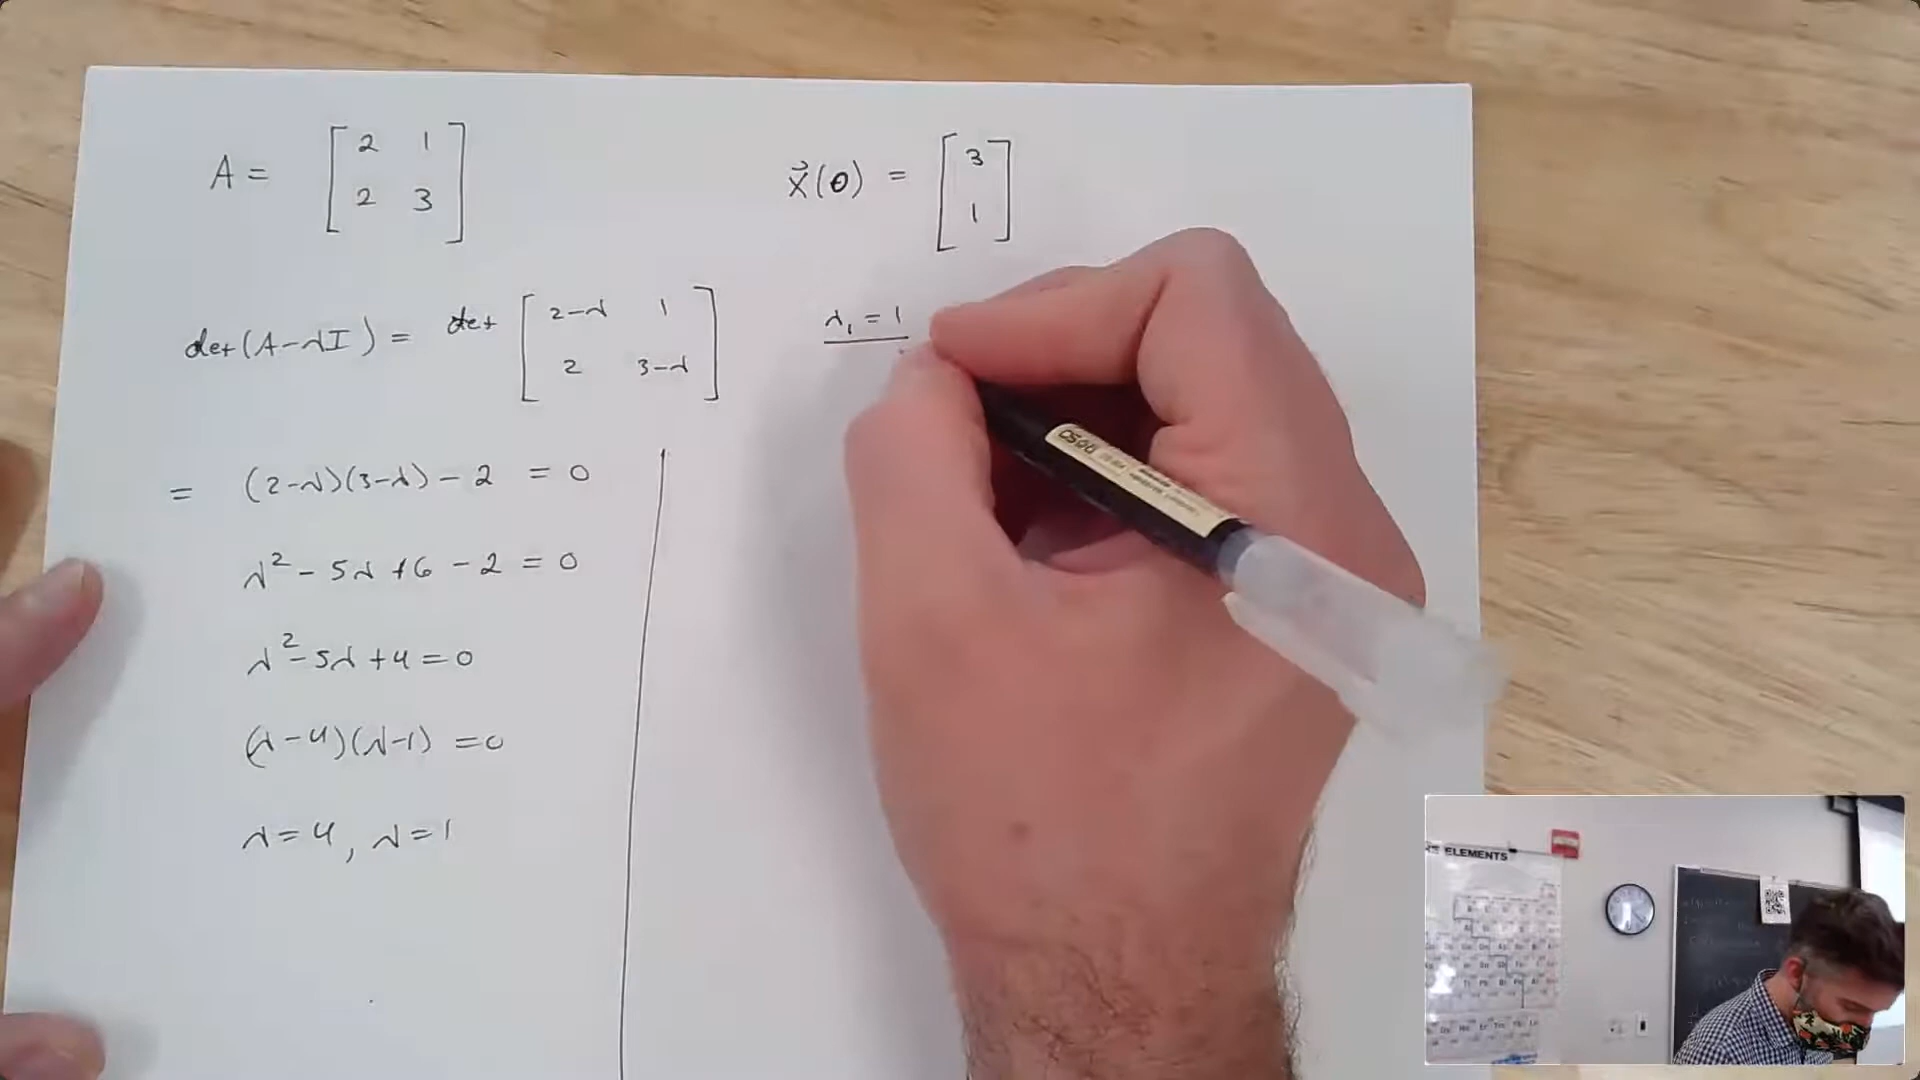 A = [ 2 1
2 3 ]
x⃗(0) = [ 3
1 ]
det(A-λI) = det [ 2-λ 1
2 3-λ ]
λ₁ = 1
= (2-λ)(3-λ) - 2 = 0
λ² - 5λ + 6 - 2 = 0
λ² - 5λ + 4 = 0
(λ-4)(λ-1) = 0
λ = 4, λ = 1
ELEMENTS